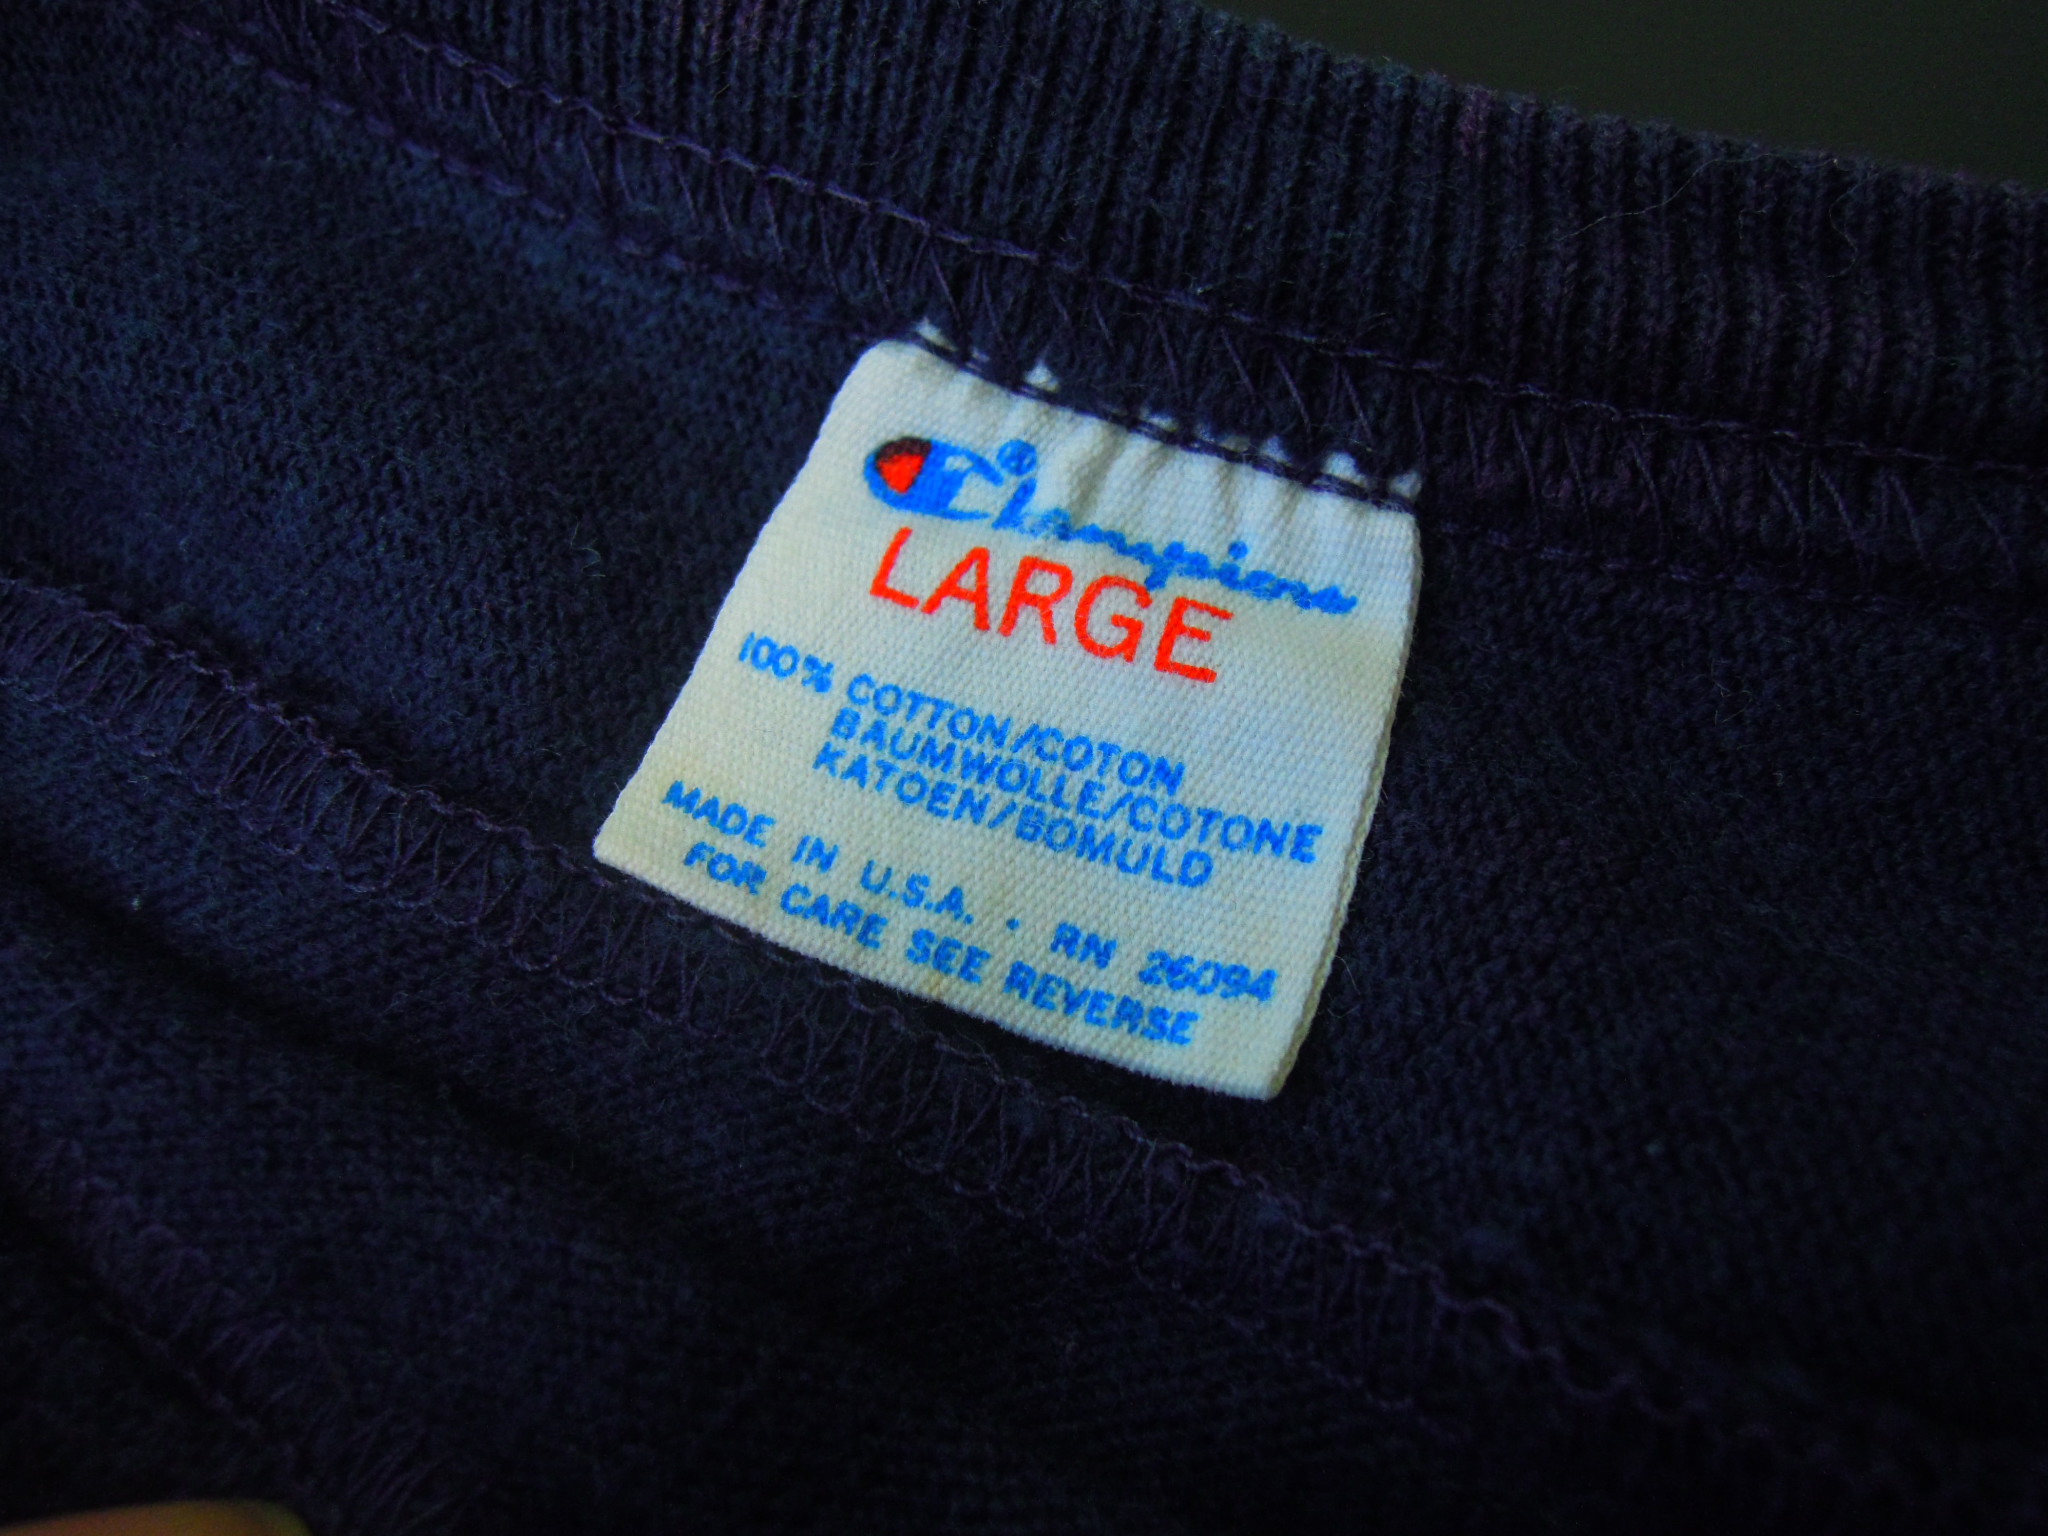 Champion®
LARGE
100% COTTON/COTON
BAUMWOLLE/COTONE
KATOEN/BOMULD
MADE IN U.S.A. · RN 26094
FOR CARE SEE REVERSE